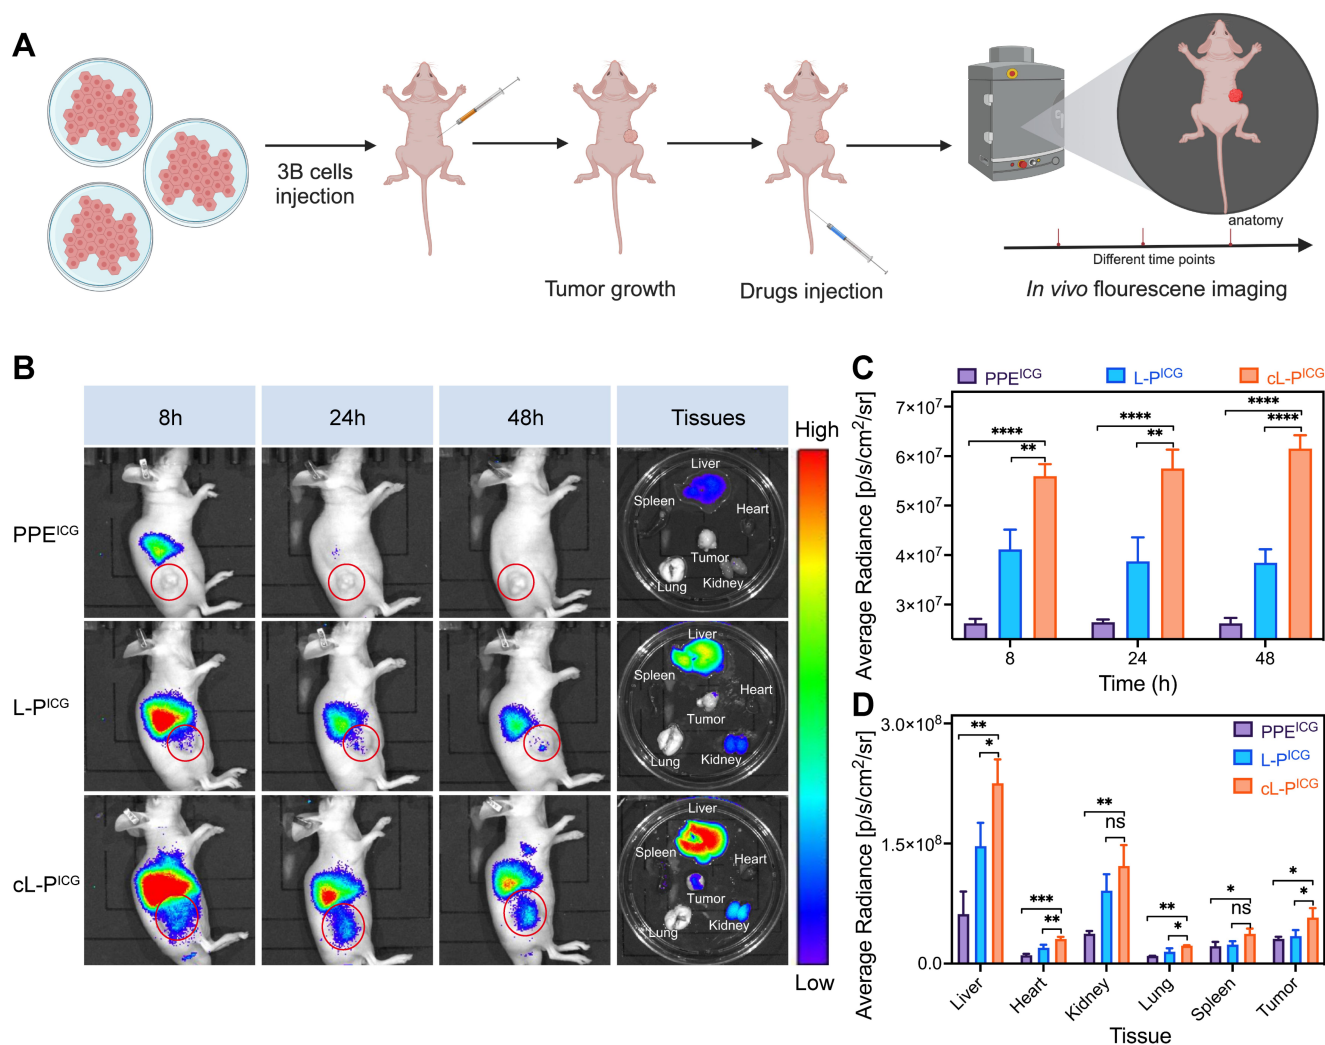 A
3B cells
injection
Tumor growth
Drugs injection
anatomy
Different time points
In vivo flourescene imaging
B
8h
24h
48h
Tissues
PPE^ICG
Liver
Spleen
Heart
Tumor
Lung
Kidney
L-P^ICG
Liver
Spleen
Heart
Tumor
Lung
Kidney
cL-P^ICG
Liver
Spleen
Heart
Tumor
Lung
Kidney
High
Low
C
PPE^ICG
L-P^ICG
cL-P^ICG
Average Radiance [p/s/cm²/sr]
7×10⁷
6×10⁷
5×10⁷
4×10⁷
3×10⁷
**** **
**** **
**** ****
8
24
48
Time (h)
D
PPE^ICG
L-P^ICG
cL-P^ICG
Average Radiance [p/s/cm²/sr]
3.0×10⁸
1.5×10⁸
0.0
** *
*** **
** ns
** *
* ns
* *
Liver
Heart
Kidney
Lung
Spleen
Tumor
Tissue